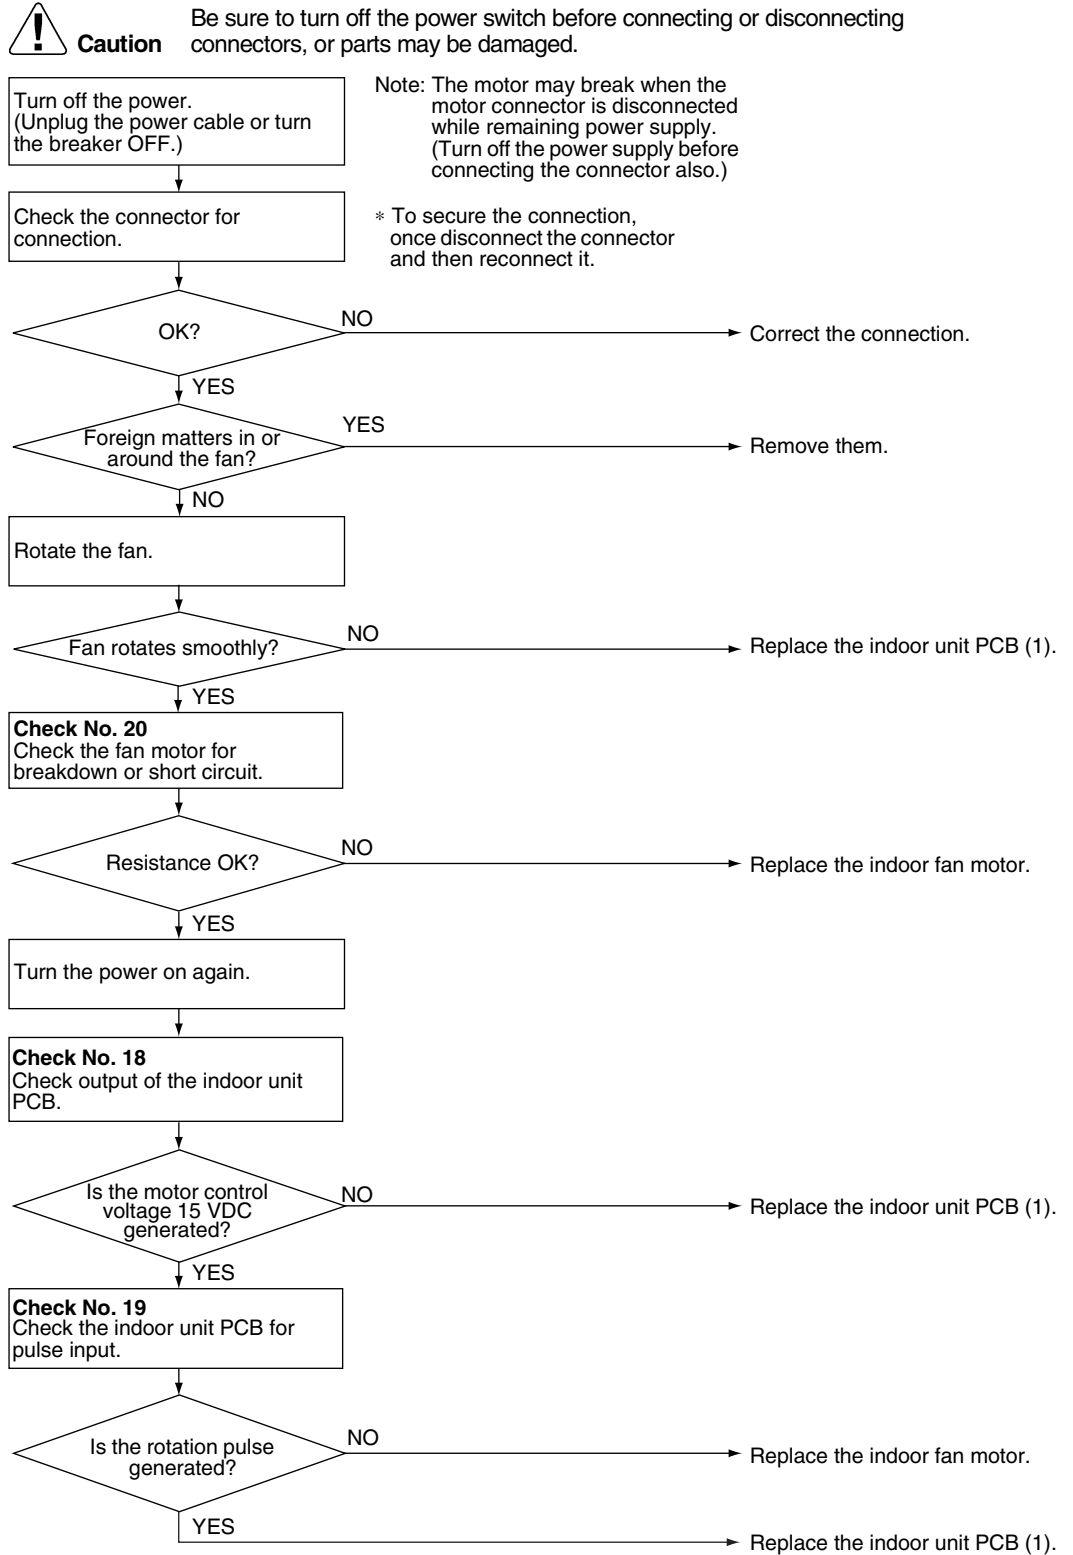 Be sure to turn off the power switch before connecting or disconnecting
Caution connectors, or parts may be damaged.
Turn off the power.
(Unplug the power cable or turn
the breaker OFF.)
Note: The motor may break when the
motor connector is disconnected
while remaining power supply.
(Turn off the power supply before
connecting the connector also.)
Check the connector for
connection.
* To secure the connection,
once disconnect the connector
and then reconnect it.
OK?
NO
Correct the connection.
YES
Foreign matters in or
around the fan?
YES
Remove them.
NO
Rotate the fan.
Fan rotates smoothly?
NO
Replace the indoor unit PCB (1).
YES
Check No. 20
Check the fan motor for
breakdown or short circuit.
Resistance OK?
NO
Replace the indoor fan motor.
YES
Turn the power on again.
Check No. 18
Check output of the indoor unit
PCB.
Is the motor control
voltage 15 VDC
generated?
NO
Replace the indoor unit PCB (1).
YES
Check No. 19
Check the indoor unit PCB for
pulse input.
Is the rotation pulse
generated?
NO
Replace the indoor fan motor.
YES
Replace the indoor unit PCB (1).